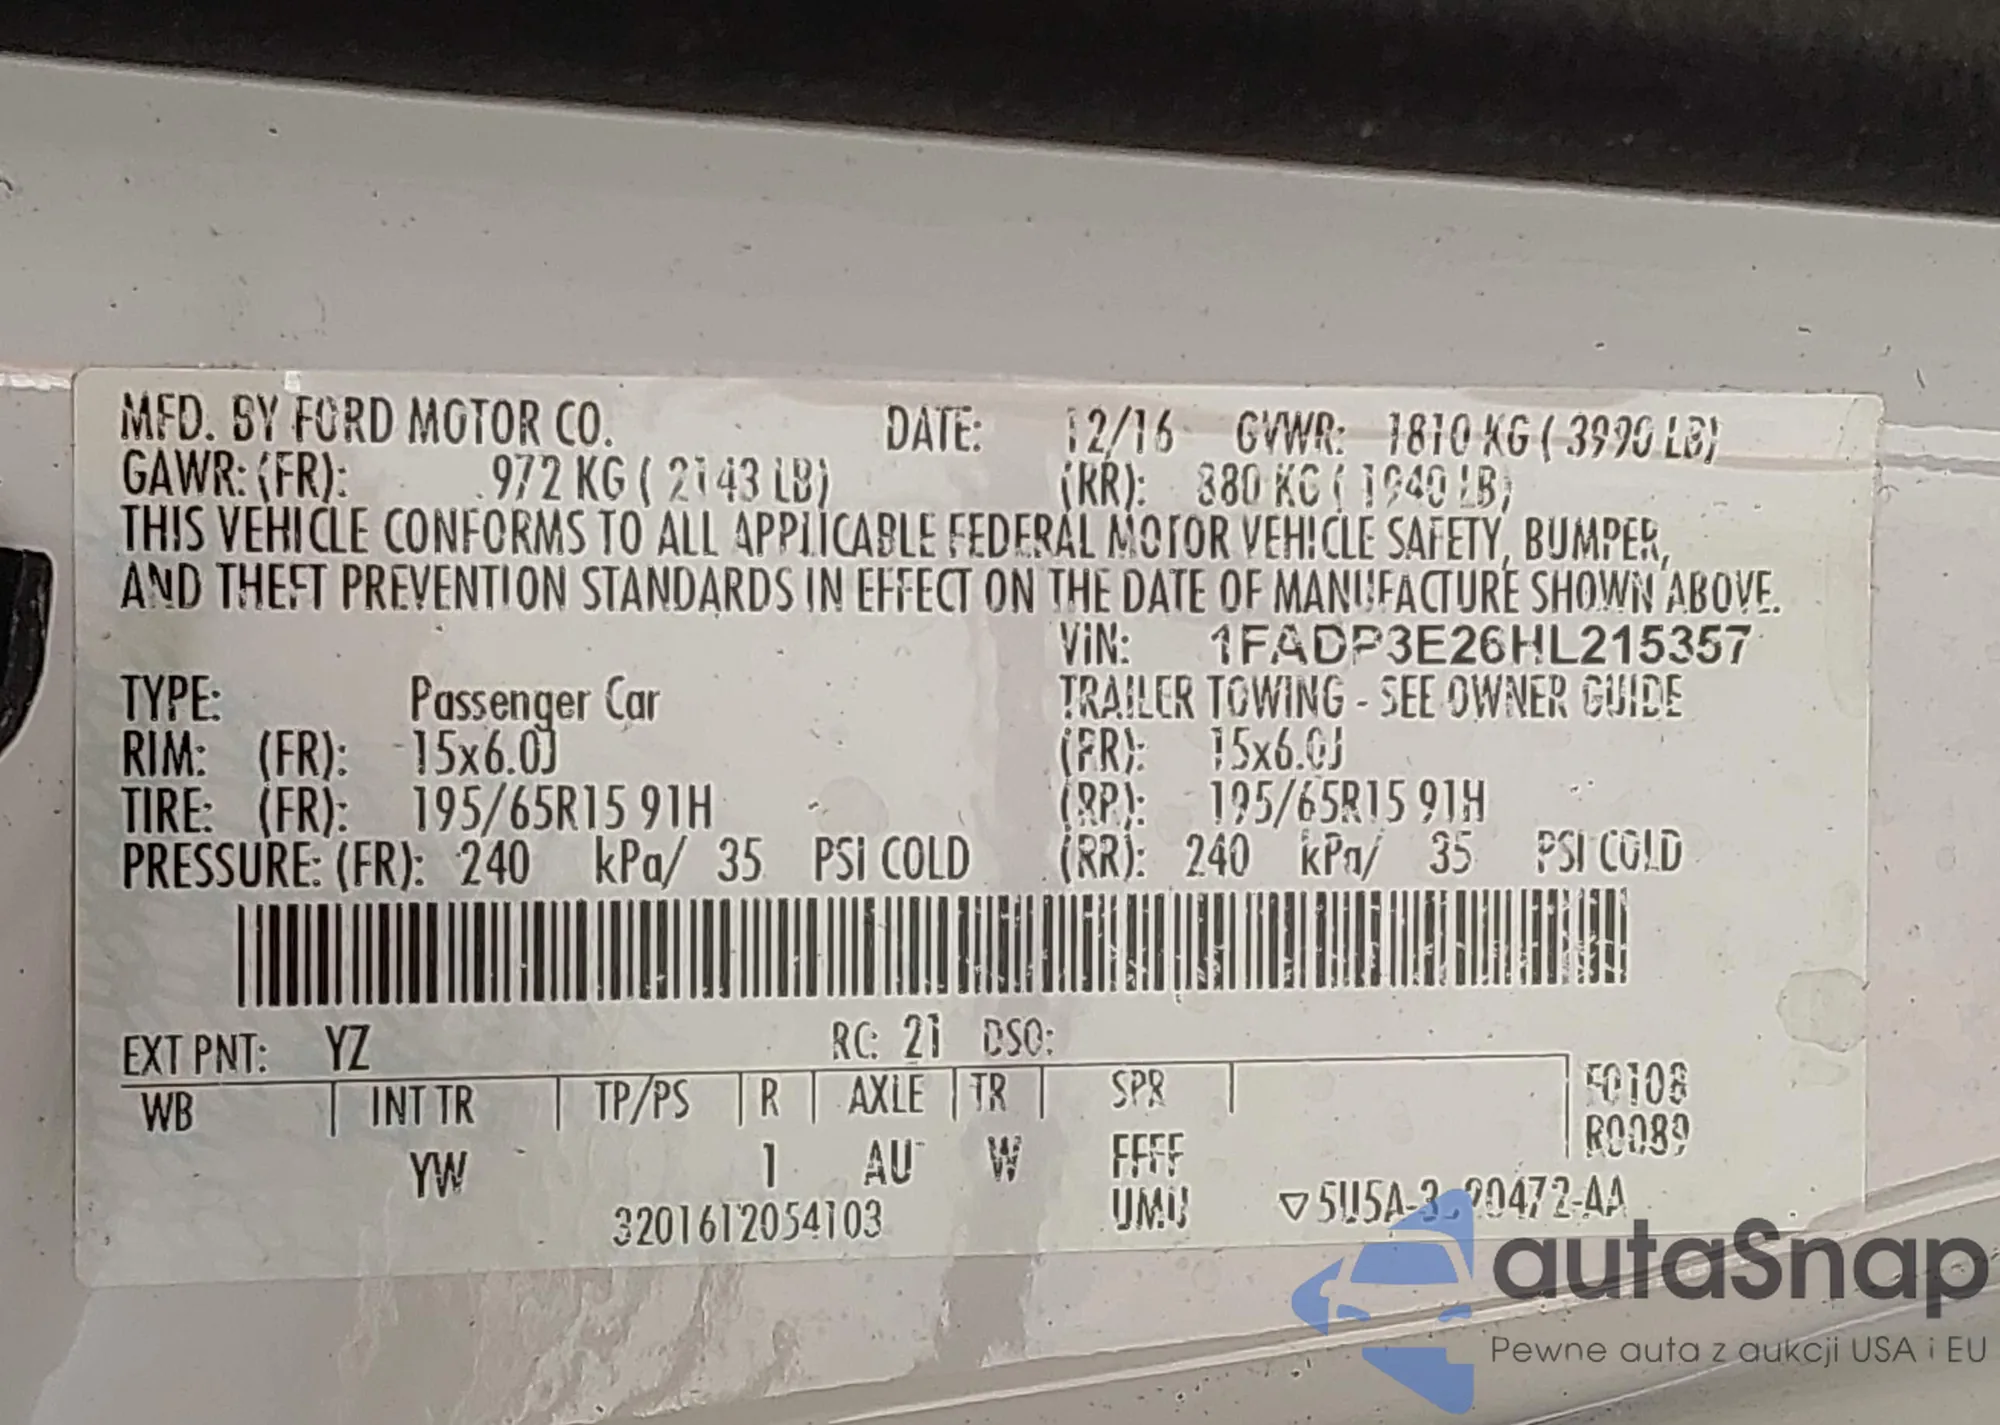 MFD. BY FORD MOTOR CO. DATE: 12/16 GVWR: 1810 KG ( 3990 LB)
GAWR: (FR): 972 KG ( 2143 LB) (RR): 880 KG ( 1940 LB)
THIS VEHICLE CONFORMS TO ALL APPLICABLE FEDERAL MOTOR VEHICLE SAFETY, BUMPER,
AND THEFT PREVENTION STANDARDS IN EFFECT ON THE DATE OF MANUFACTURE SHOWN ABOVE.
VIN: 1FADP3E26HL215357
TYPE: Passenger Car TRAILER TOWING - SEE OWNER GUIDE
RIM: (FR): 15x6.0J (RR): 15x6.0J
TIRE: (FR): 195/65R15 91H (RR): 195/65R15 91H
PRESSURE: (FR): 240 kPa/ 35 PSI COLD (RR): 240 kPa/ 35 PSI COLD
EXT PNT: YZ RC: 21 DSO:
WB INT TR TP/PS R AXLE TR SPR F0108
R0089
YW 1 AU W FFFF
3201612054103 UMU
autaSnap
Pewne auta z aukcji USA i EU